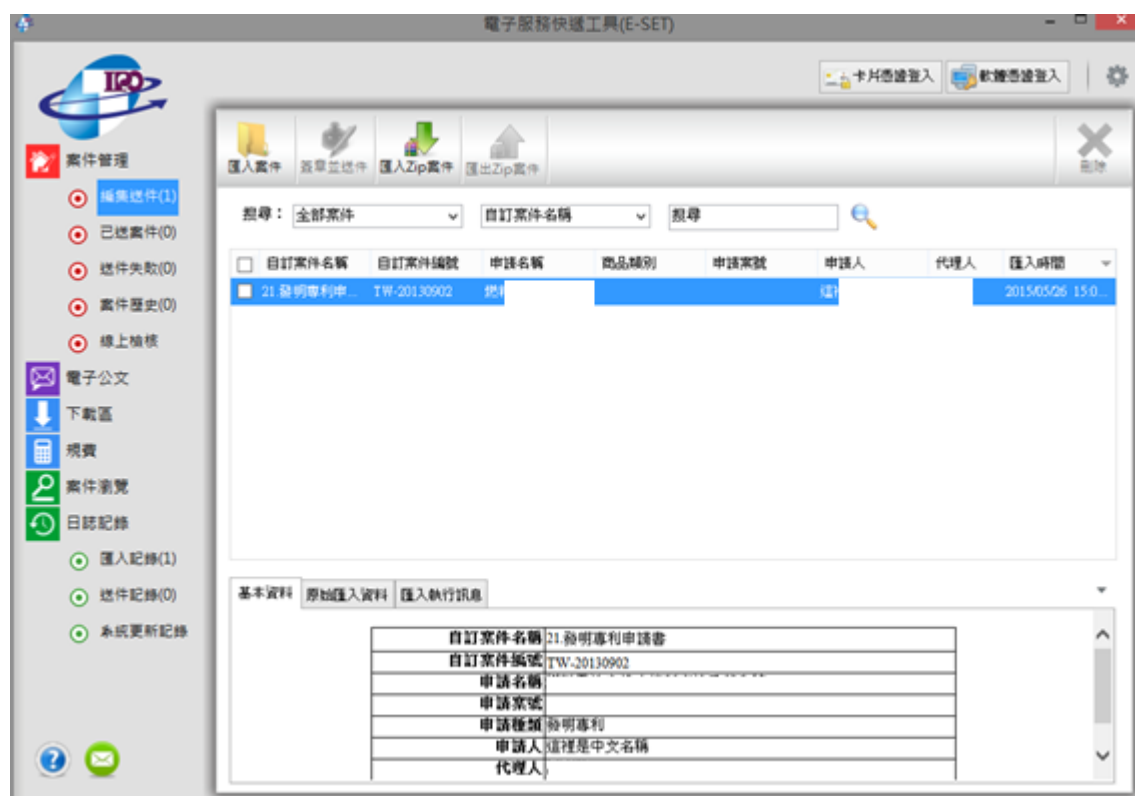 電子服務快遞工具(E-SET)
卡片憑證登入 軟體憑證登入
匯入案件 簽章並送件 匯入Zip案件 匯出Zip案件 刪除
案件管理
編集送件(1)
已送案件(0)
送件失敗(0)
案件歷史(0)
線上檢核
電子公文
下載區
規費
案件瀏覽
日誌記錄
匯入記錄(1)
送件記錄(0)
系統更新記錄
搜尋： 全部案件 自訂案件名稱 搜尋
自訂案件名稱 自訂案件編號 申請名稱 商品類別 申請案號 申請人 代理人 匯入時間
21.發明專利申... TW-20130902 2015/05/26 15:0...
基本資料 原始匯入資料 匯入執行訊息
自訂案件名稱 21.發明專利申請書
自訂案件編號 TW-20130902
申請名稱
申請案號
申請種類 發明專利
申請人 這裡是中文名稱
代理人